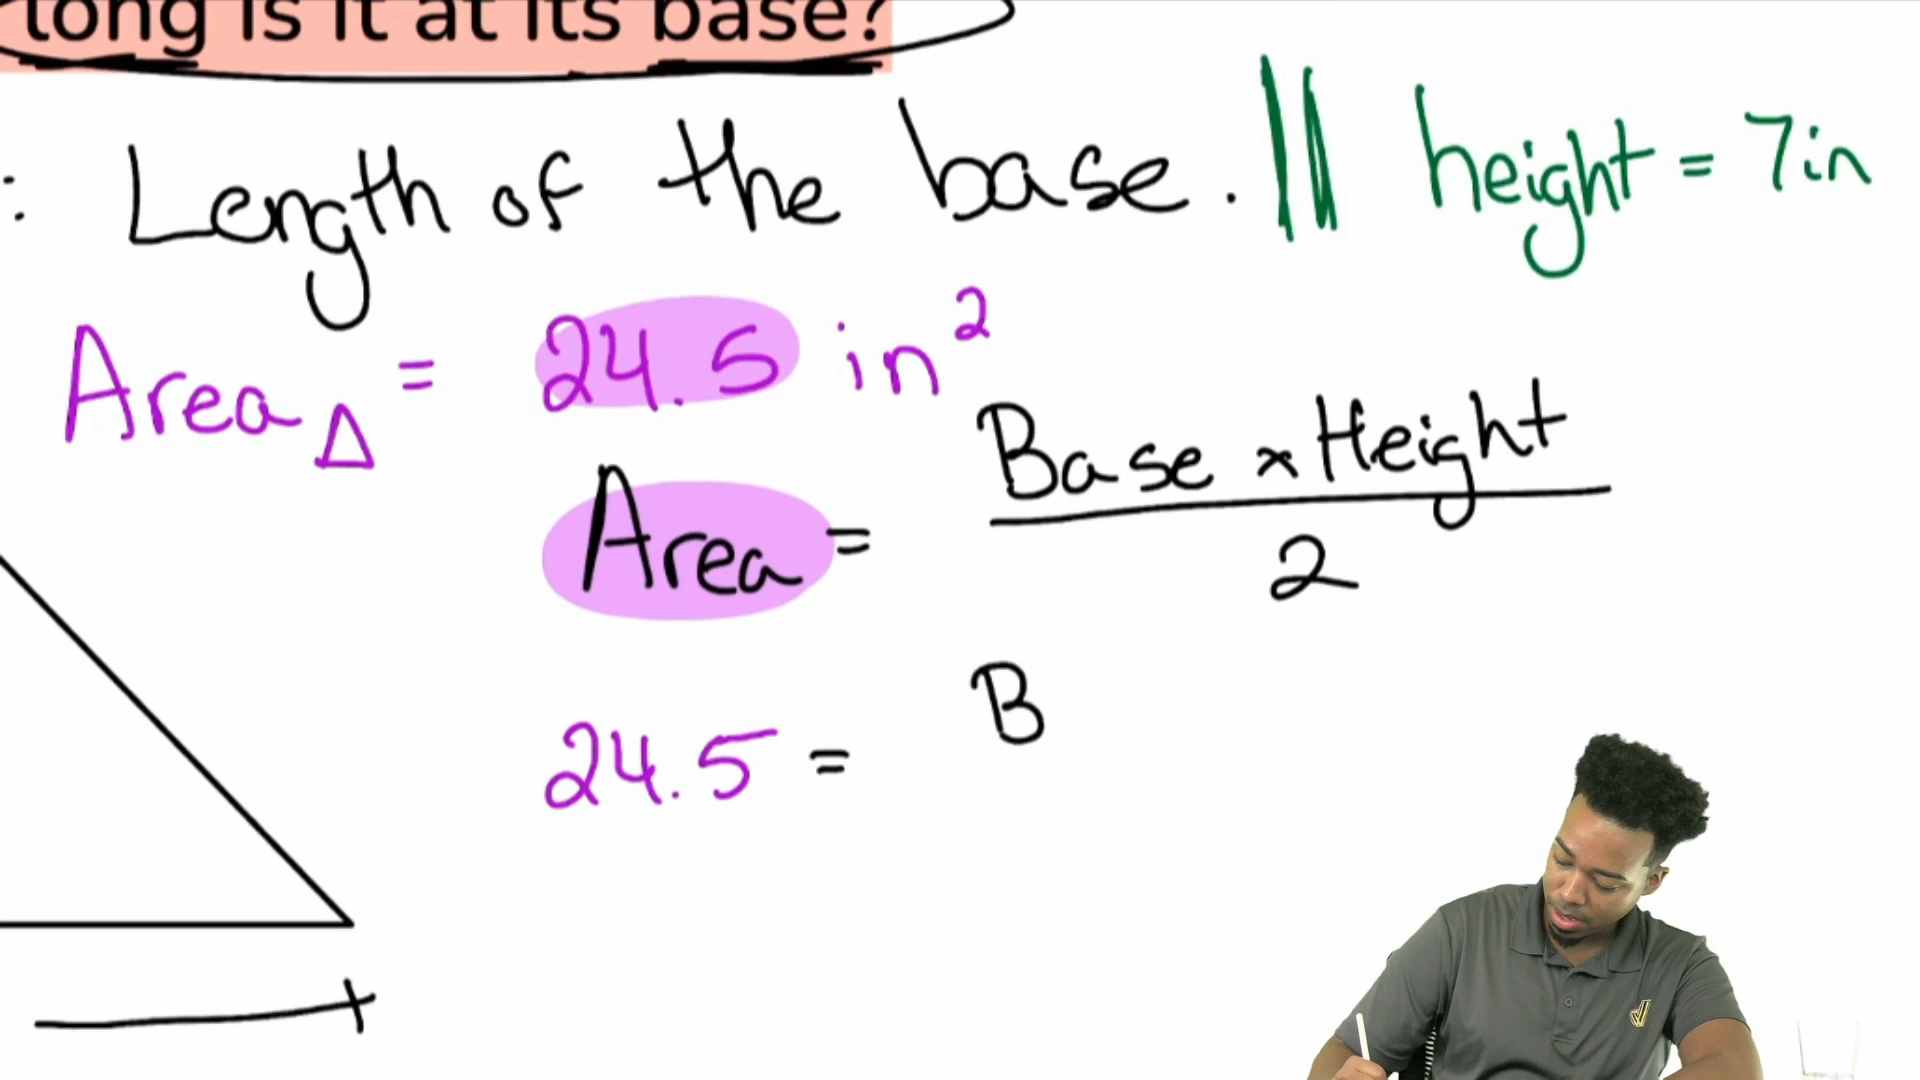 long is it at its base?
: Length of the base. || height = 7in
Area Δ = 24.5 in²
Area = Base × Height
2
24.5 = B